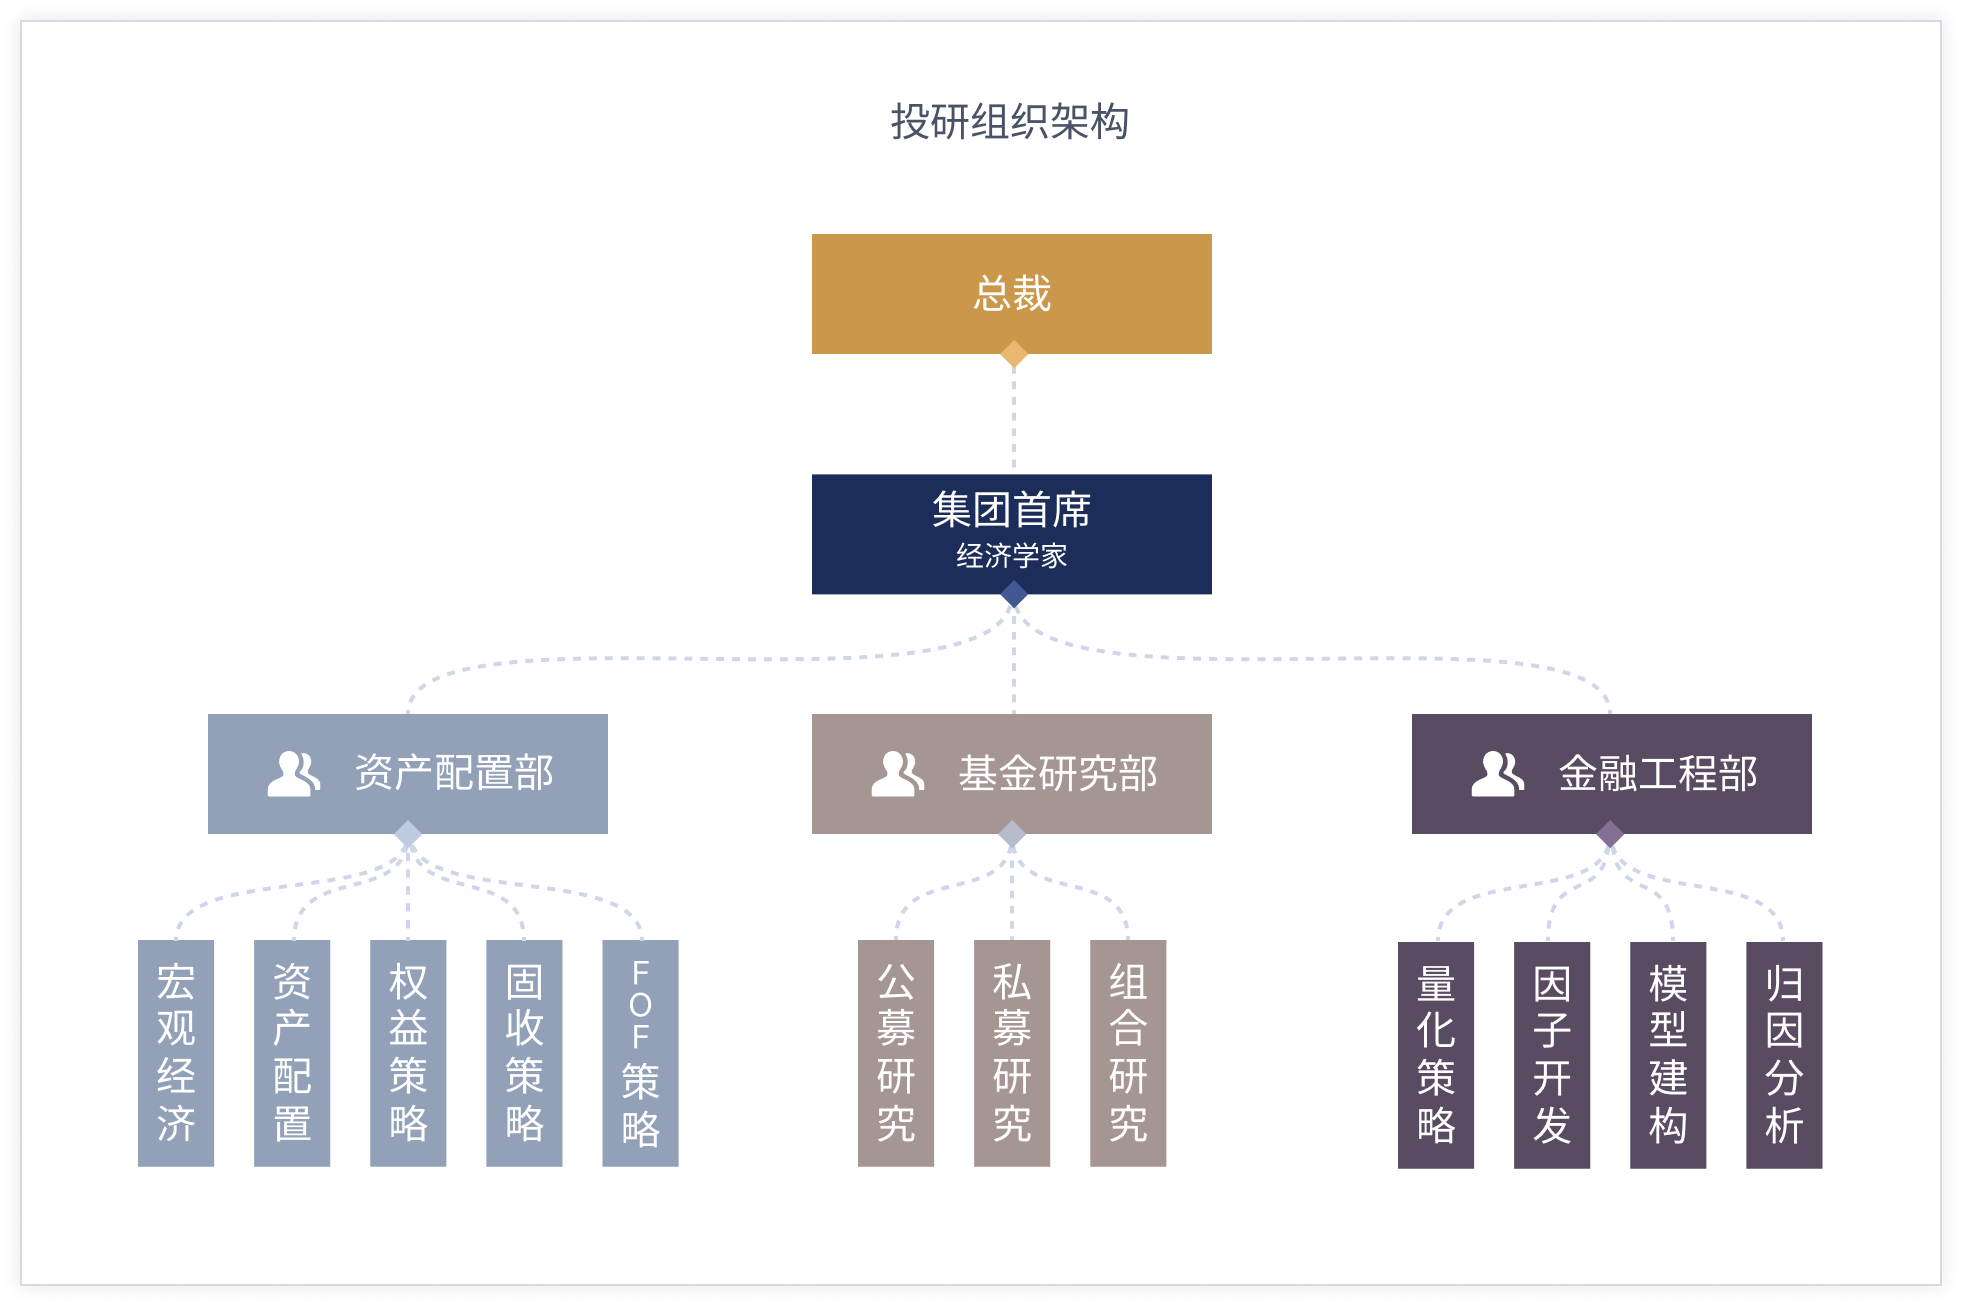 投研组织架构
总裁
集团首席
经济学家
资产配置部
基金研究部
金融工程部
宏观经济
资产配置
权益策略
固收策略
FOF策略
公募研究
私募研究
组合研究
量化策略
因子开发
模型建构
归因分析